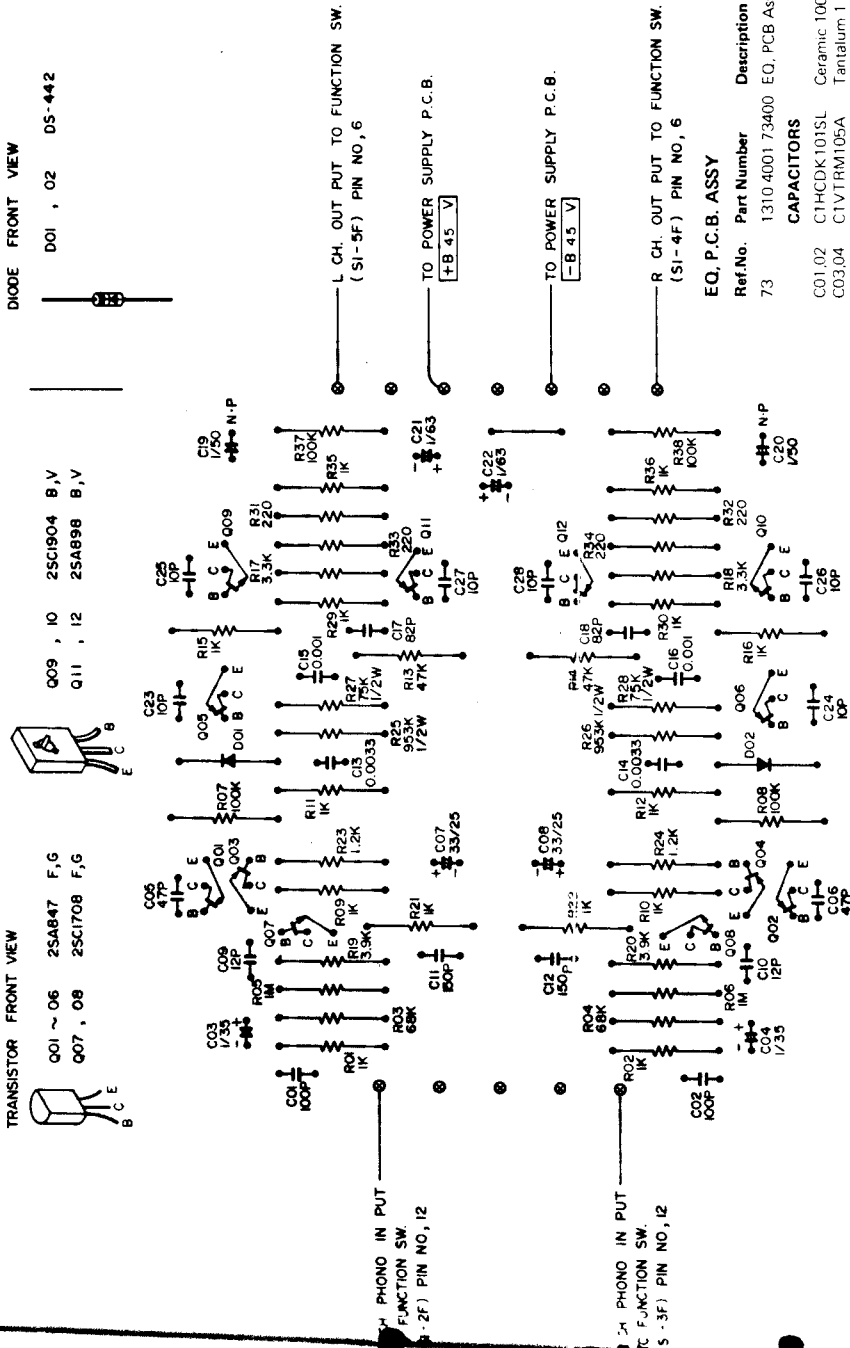 TRANSISTOR FRONT VIEW
Q01 ~ 06 2SA847 F,G
Q07 , 08 2SC1708 F,G
B
C
E
Q09 , 10 2SC1904 B,V
Q11 , 12 2SA898 B,V
E
C
B
DIODE FRONT VIEW
D01 , 02 DS-442
C01
100P
C03
1/35
- +
R01
1K
R03
68K
R05
1M
C09
12P
Q07
B
C
E
R19
3.9K
C05
47P
Q01
B C E
Q03
B
C
E
R09
1K
R23
1.2K
R21
1K
C11
150P
+ C07
- 33/25
R07
100K
D01
R11
1K
C13
0.0033
R25
953K
1/2W
R27
75K
1/2W
C15
0.001
R13
47K
C23
10P
Q05
B C E
R15
1K
R29
1K
C17
82P
C25
10P
Q09
B C E
R17
3.3K
R31
220
R33
220
Q11
B C E
C27
10P
R35
1K
R37
100K
C19
1/50
N·P
- C21
+ 1/63
+ C22
- 1/63
L CH. OUT PUT TO FUNCTION SW.
(S1-5F) PIN NO, 6
TO POWER SUPPLY P.C.B.
+B 45 V
TO POWER SUPPLY P.C.B.
-B 45 V
R CH. OUT PUT TO FUNCTION SW.
(S1-4F) PIN NO, 6
CH PHONO IN PUT
FUNCTION SW.
-2F) PIN NO, 12
C02
100P
R02
1K
R04
68K
R06
1M
- +
C04
1/35
C10
12P
Q08
E
C
B
R20
3.9K
C12
150P
1K
R10
1K
R24
1.2K
+ C08
- 33/25
Q02
B C E
Q04
E
C
B
C06
47P
R08
100K
D02
R12
1K
C14
0.0033
R26
953K 1/2W
R28
75K
1/2W
C16
0.001
47K
Q06
B C E
C24
10P
R16
1K
R30
1K
C18
82P
C28
10P
Q12
B C E
R34
220
R18
3.3K
Q10
B C E
C26
10P
R32
220
R36
1K
R38
100K
N·P
C20
1/50
PHONO IN PUT
FUNCTION SW.
-3F) PIN NO, 12
EQ, P.C.B. ASSY
Ref.No. Part Number Description
73 1310 4001 73400 EQ, PCB As
CAPACITORS
C01,02 C1HCDK101SL Ceramic 100
C03,04 C1VTRM105A Tantalum 1